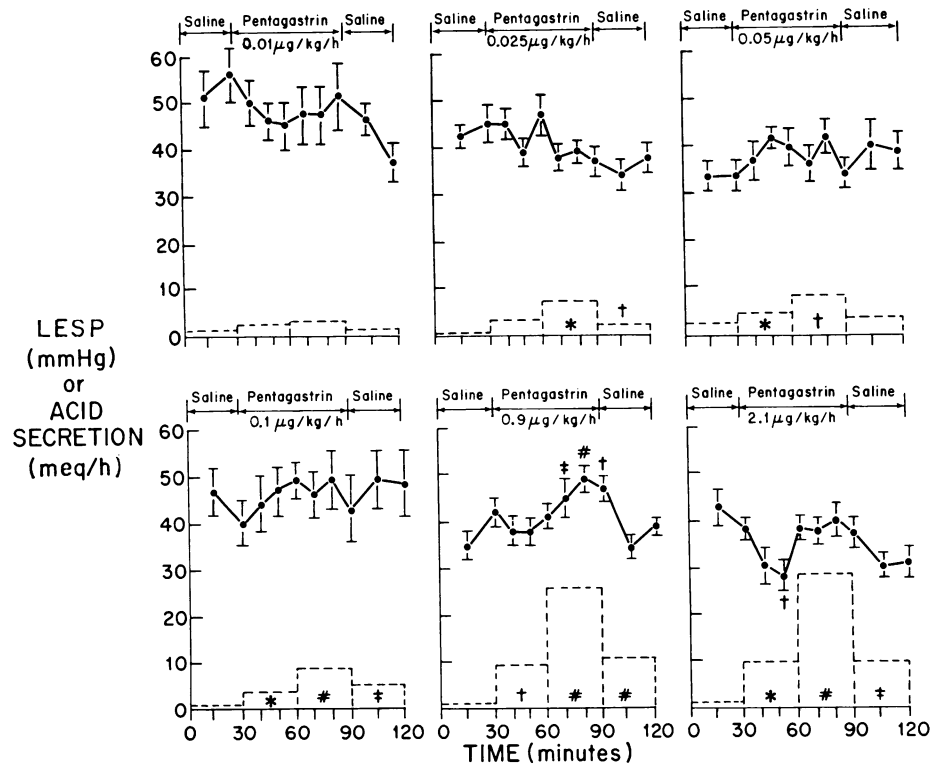 Saline Pentagastrin Saline
0.01μg/kg/h
Saline Pentagastrin Saline
0.025μg/kg/h
Saline Pentagastrin Saline
0.05μg/kg/h
60
50
40
30
20
10
0
*
†
*
†
LESP
(mmHg)
or
ACID
SECRETION
(meq/h)
Saline Pentagastrin Saline
0.1μg/kg/h
Saline Pentagastrin Saline
0.9μg/kg/h
Saline Pentagastrin Saline
2.1μg/kg/h
60
50
40
30
20
10
0
* # ‡
‡ # †
† # #
†
* # ‡
0 30 60 90 120
0 30 60 90 120
0 30 60 90 120
TIME (minutes)